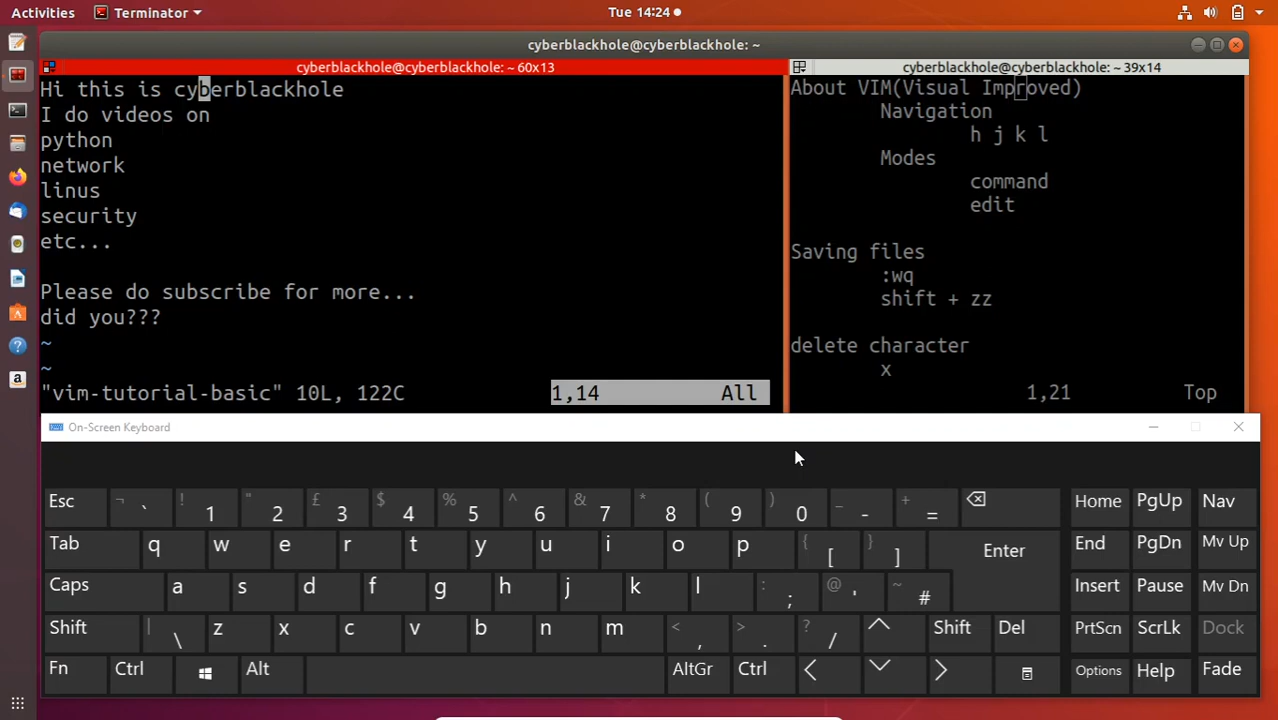 Activities
Terminator
Tue 14:24
cyberblackhole@cyberblackhole: ~
cyberblackhole@cyberblackhole: ~ 60x13
Hi this is cyberblackhole
I do videos on
python
network
linus
security
etc...
Please do subscribe for more...
did you???
~
~
"vim-tutorial-basic" 10L, 122C
1,14
All
cyberblackhole@cyberblackhole: ~ 39x14
About VIM(Visual Improved)
Navigation
h j k l
Modes
command
edit
Saving files
:wq
shift + zz
delete character
x
1,21
Top
On-Screen Keyboard
Esc ¬ ` ! 1 " 2 £ 3 $ 4 % 5 ^ 6 & 7 * 8 ( 9 ) 0 _ - + = Home PgUp Nav
Tab q w e r t y u i o p { [ } ] Enter End PgDn Mv Up
Caps a s d f g h j k l : ; @ ' ~ # Insert Pause Mv Dn
Shift | \ z x c v b n m < , > . ? / Shift Del PrtScn ScrLk Dock
Fn Ctrl Alt AltGr Ctrl Options Help Fade